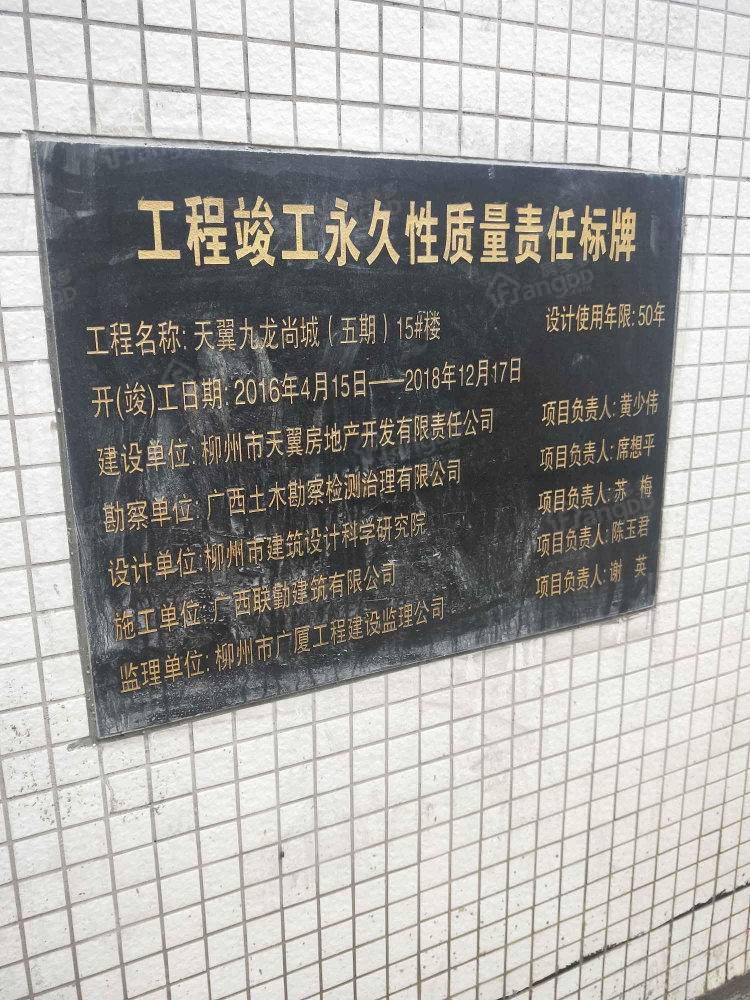 工程竣工永久性质量责任标牌
工程名称: 天翼九龙尚城（五期）15#楼 设计使用年限: 50年
开(竣)工日期: 2016年4月15日——2018年12月17日
建设单位: 柳州市天翼房地产开发有限责任公司 项目负责人: 黄少伟
勘察单位: 广西土木勘察检测治理有限公司 项目负责人: 席想平
设计单位: 柳州市建筑设计科学研究院 项目负责人: 苏 梅
施工单位: 广西联勤建筑有限公司 项目负责人: 陈玉君
监理单位: 柳州市广厦工程建设监理公司 项目负责人: 谢 英